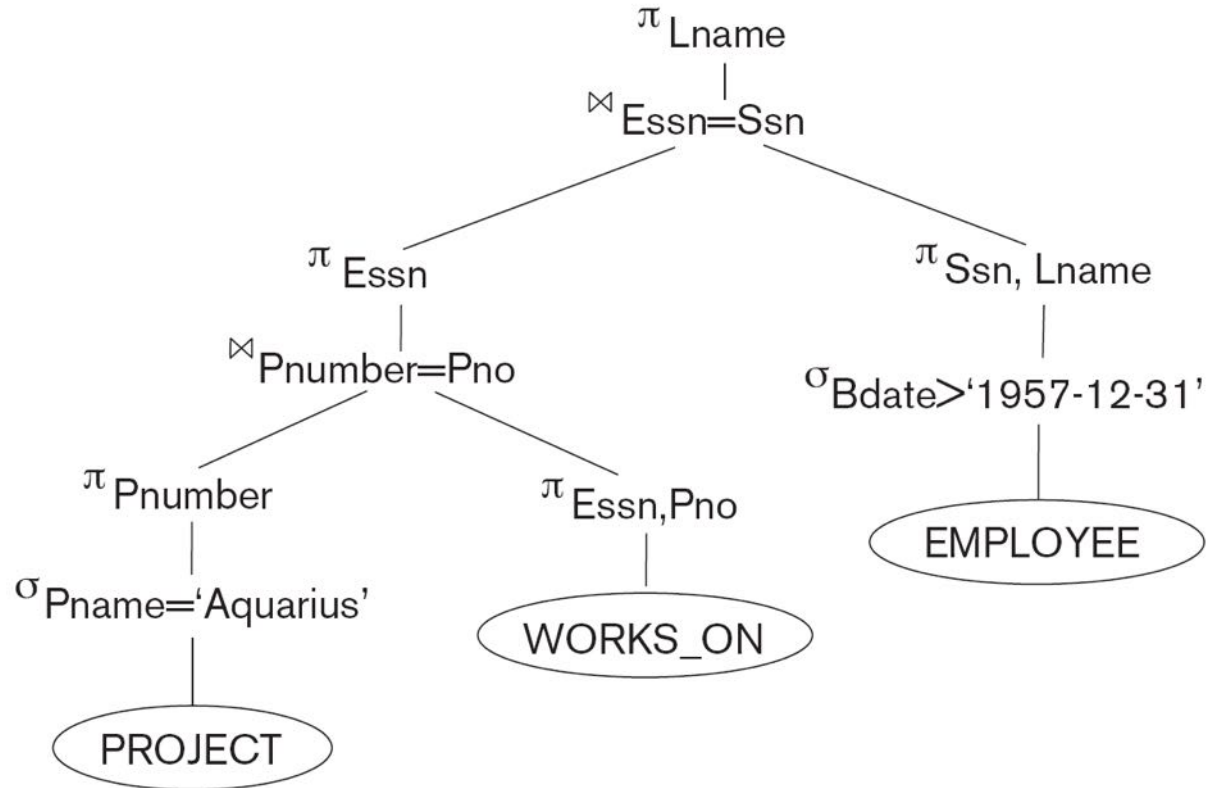 π Lname
⋈ Essn=Ssn
π Essn
π Ssn, Lname
⋈ Pnumber=Pno
σ Bdate>‘1957-12-31’
π Pnumber
π Essn,Pno
EMPLOYEE
σ Pname=‘Aquarius’
WORKS_ON
PROJECT